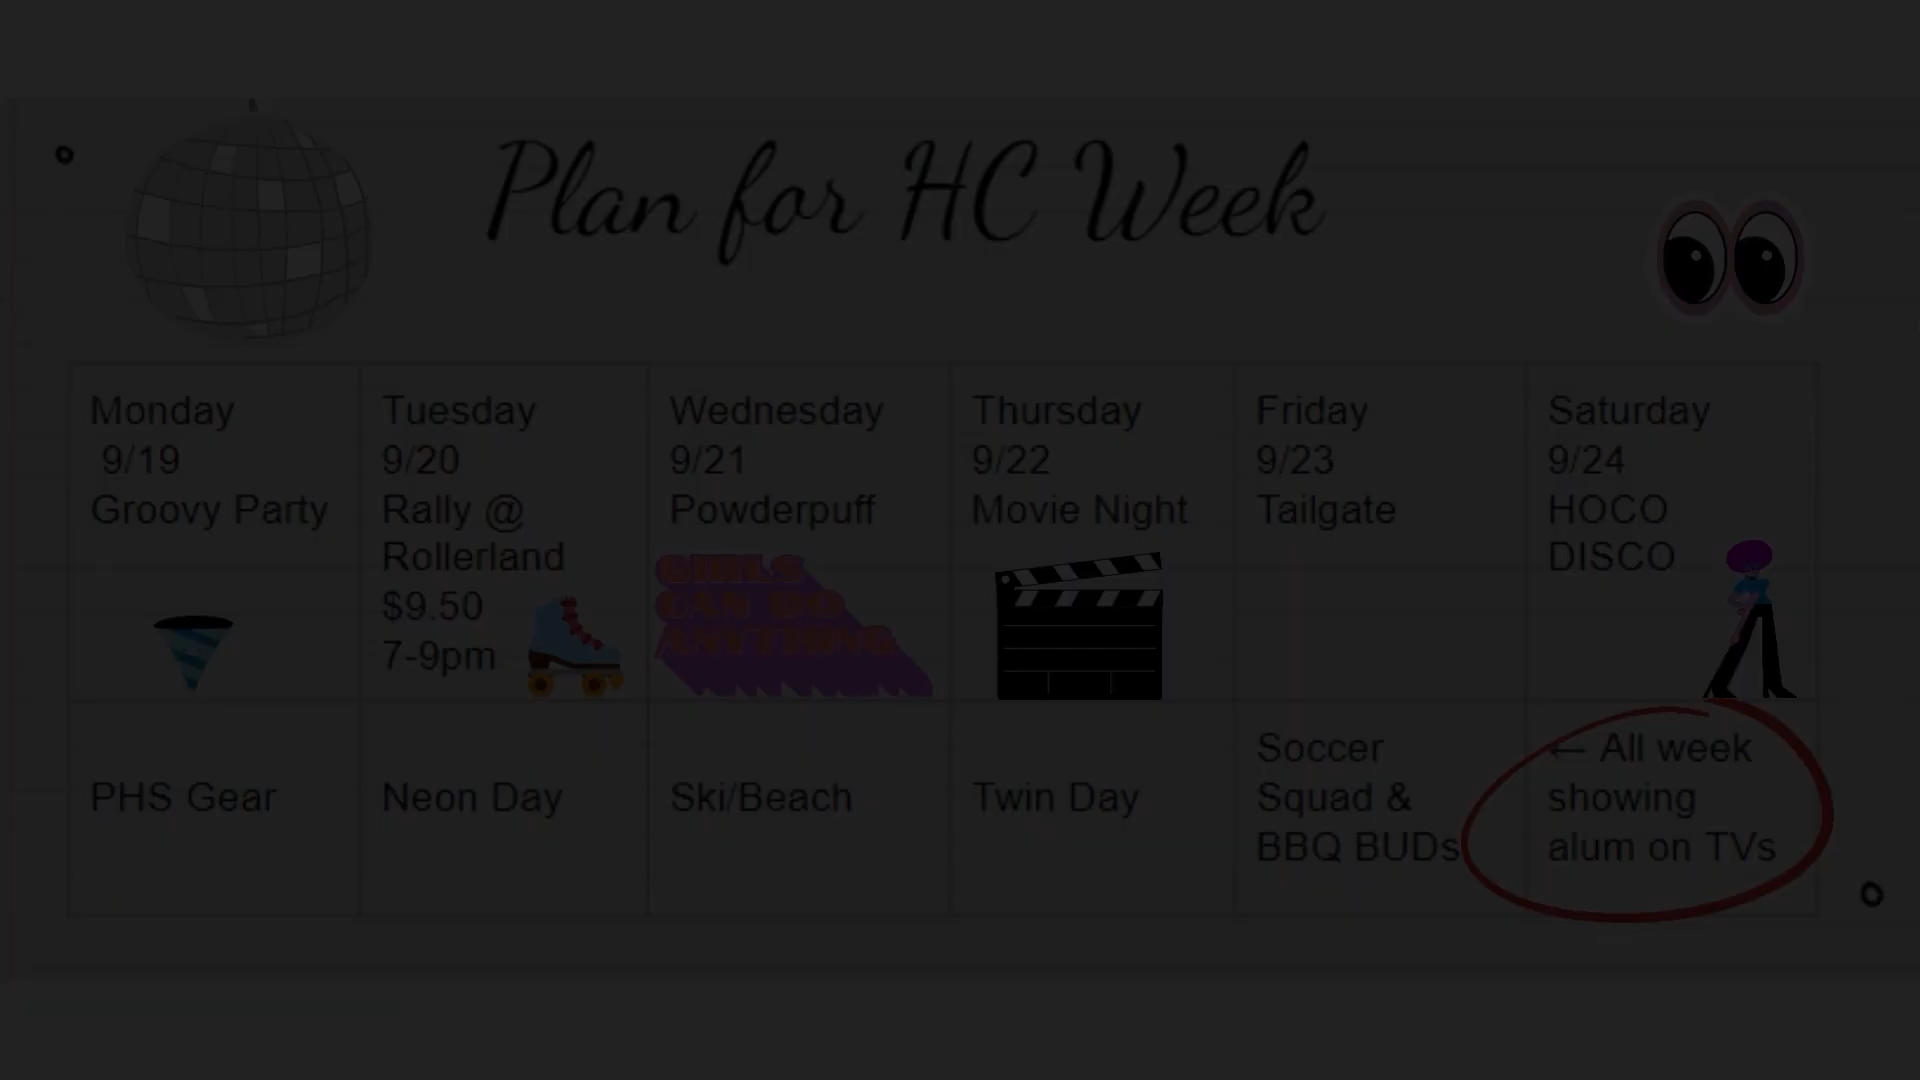 Plan for HC Week
Monday
9/19
Groovy Party
Tuesday
9/20
Rally @
Rollerland
$9.50
7-9pm
Wednesday
9/21
Powderpuff
GIRLS
CAN DO
ANYTHING
Thursday
9/22
Movie Night
Friday
9/23
Tailgate
Saturday
9/24
HOCO
DISCO
PHS Gear
Neon Day
Ski/Beach
Twin Day
Soccer
Squad &
BBQ BUDs
← All week
showing
alum on TVs